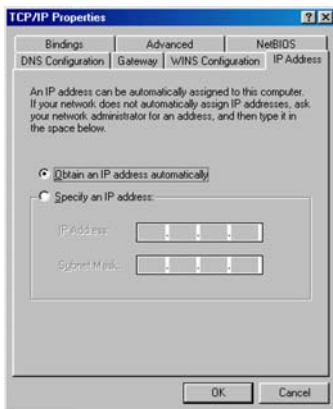 TCP/IP Properties
Bindings Advanced NetBIOS
DNS Configuration Gateway WINS Configuration IP Address
An IP address can be automatically assigned to this computer.
If your network does not automatically assign IP addresses, ask
your network administrator for an address, and then type it in
the space below.
Obtain an IP address automatically
Specify an IP address:
IP Address:
Subnet Mask:
OK Cancel